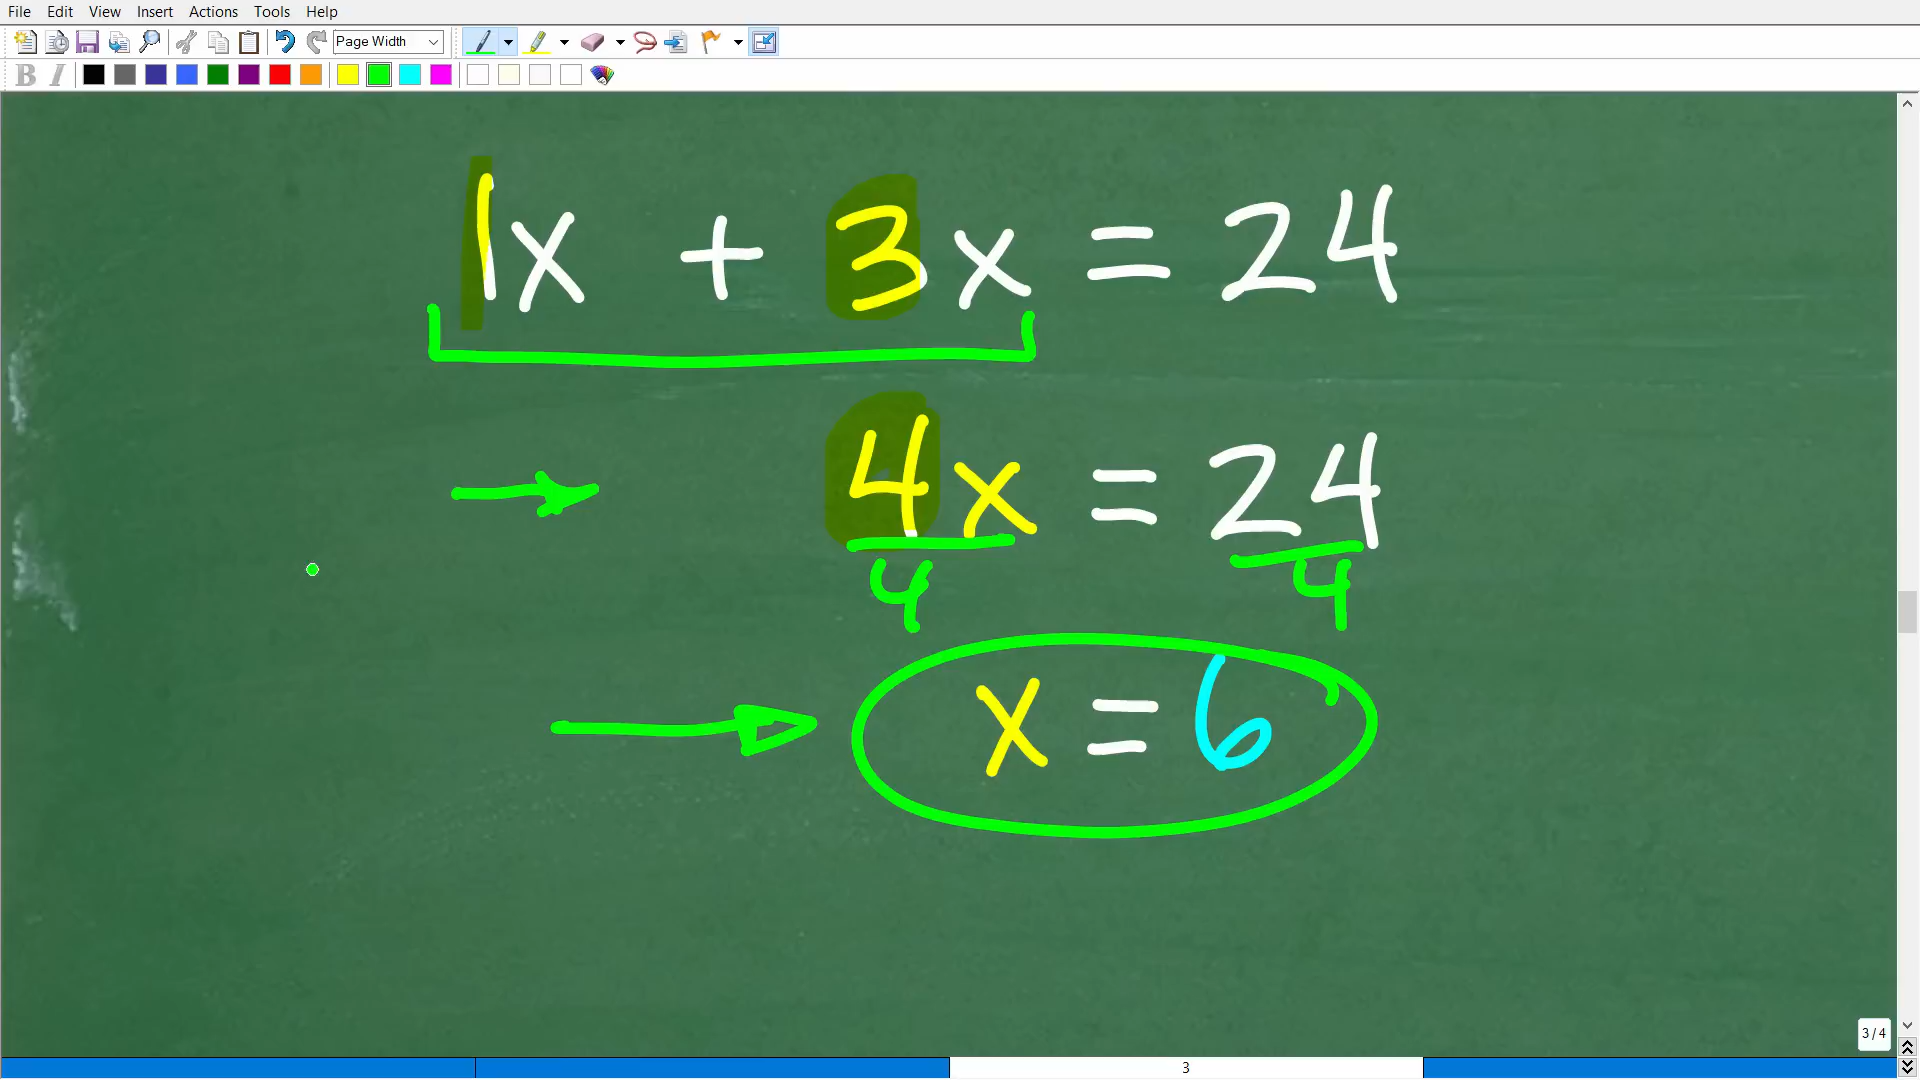 File Edit View Insert Actions Tools Help
Page Width
B I
1x + 3x = 24
4x = 24
4 4
x = 6
3 / 4
3